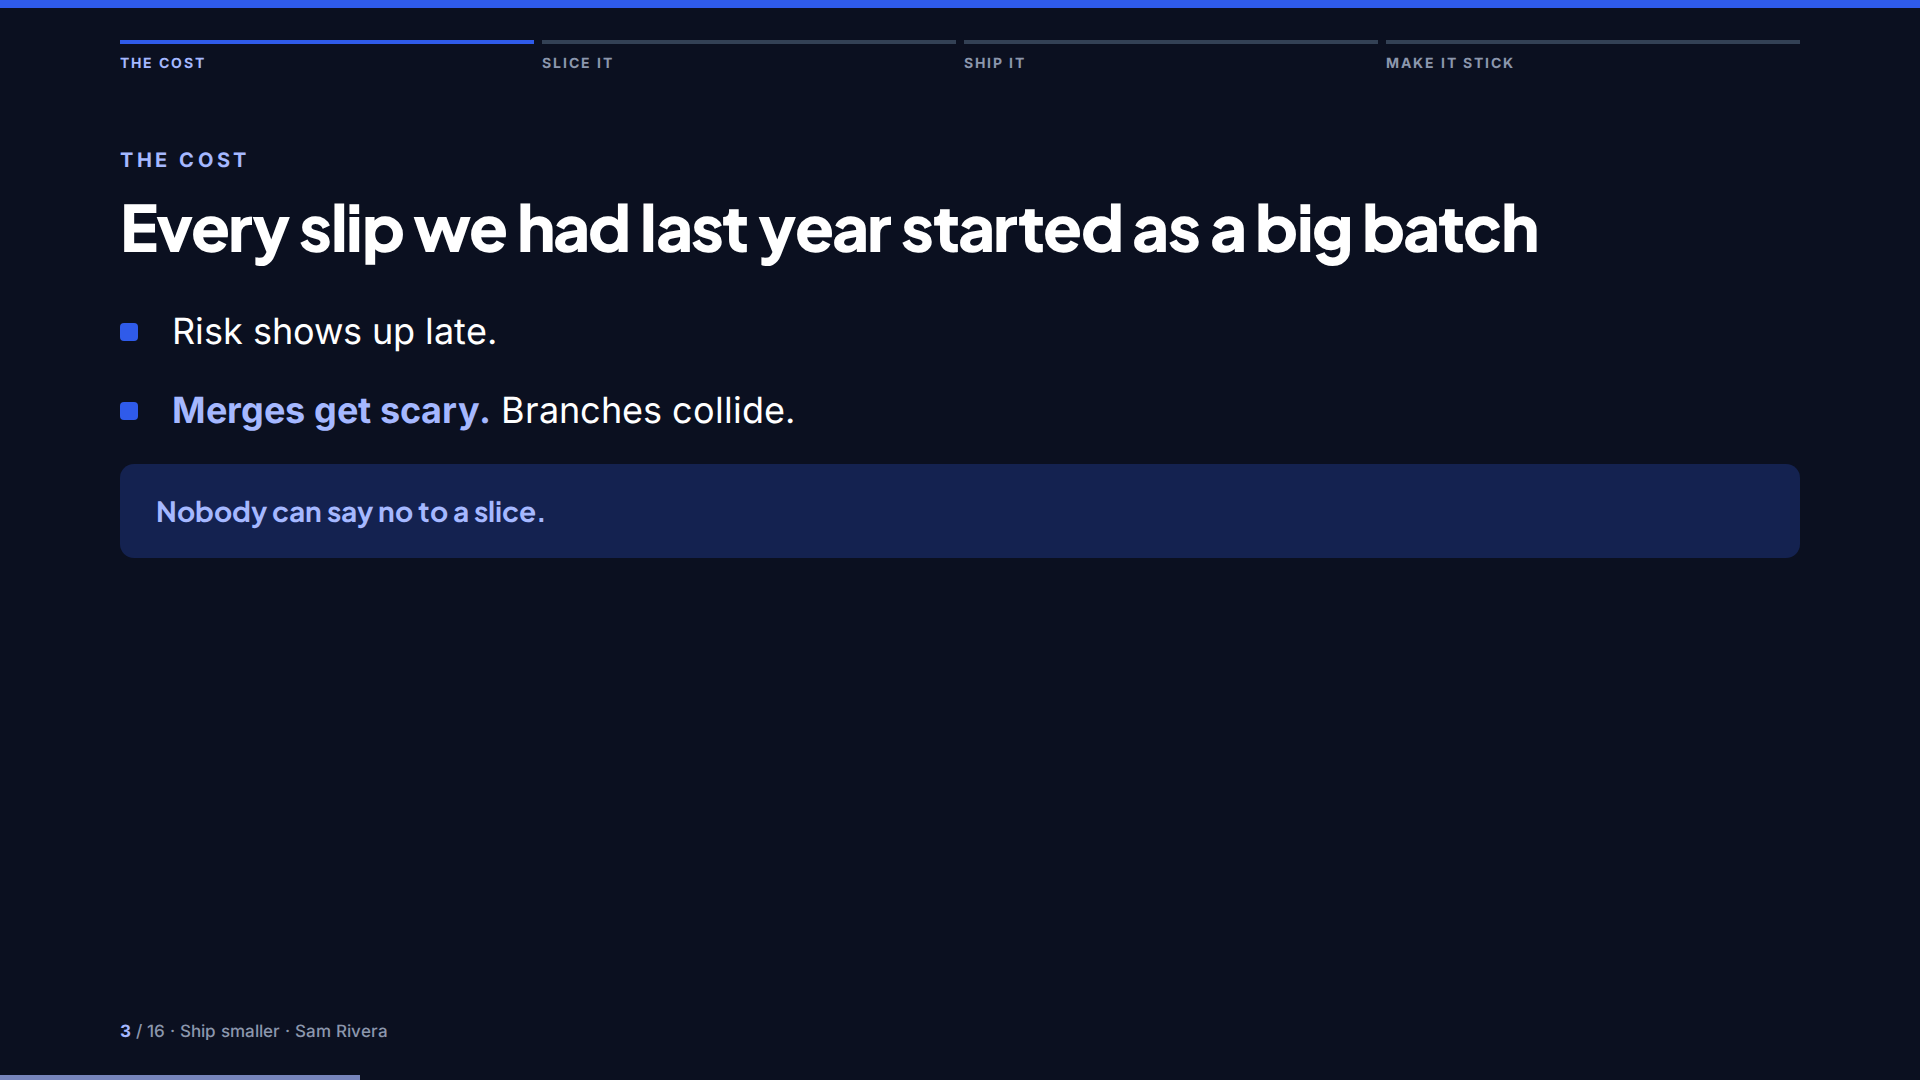 THE COST
SLICE IT
SHIP IT
MAKE IT STICK
THE COST
Every slip we had last year started as a big batch
Risk shows up late.
Merges get scary. Branches collide.
Nobody can say no to a slice.
3 / 16 · Ship smaller · Sam Rivera